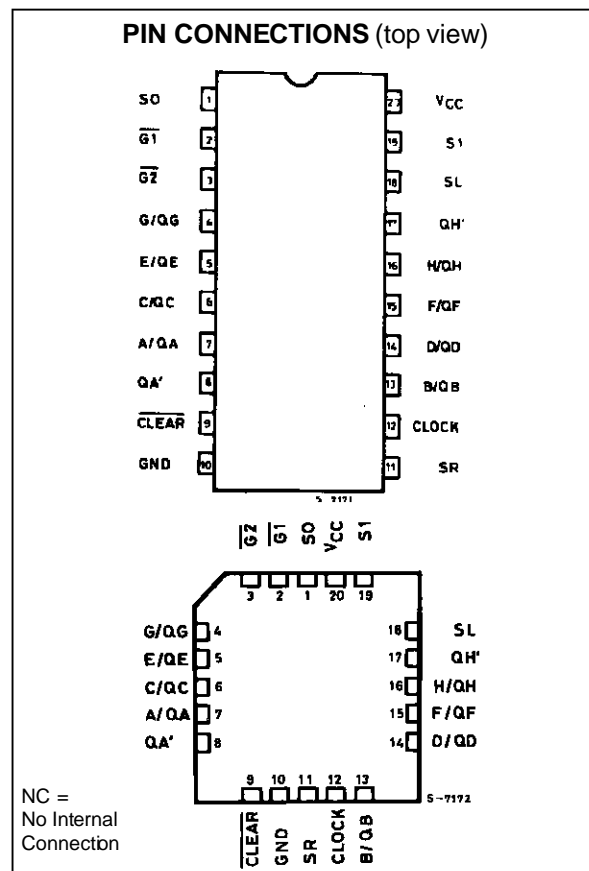 PIN CONNECTIONS (top view)
SO 1 20 VCC
G1 2 19 S1
G2 3 18 SL
G/QG 4 17 QH'
E/QE 5 16 H/QH
C/QC 6 15 F/QF
A/QA 7 14 D/QD
QA' 8 13 B/QB
CLEAR 9 12 CLOCK
GND 10 11 SR
S-7171
G2 G1 SO VCC S1
3 2 1 20 19
G/QG 4 18 SL
E/QE 5 17 QH'
C/QC 6 16 H/QH
A/QA 7 15 F/QF
QA' 8 14 D/QD
9 10 11 12 13
S-7172
CLEAR GND SR CLOCK B/QB
NC =
No Internal
Connection